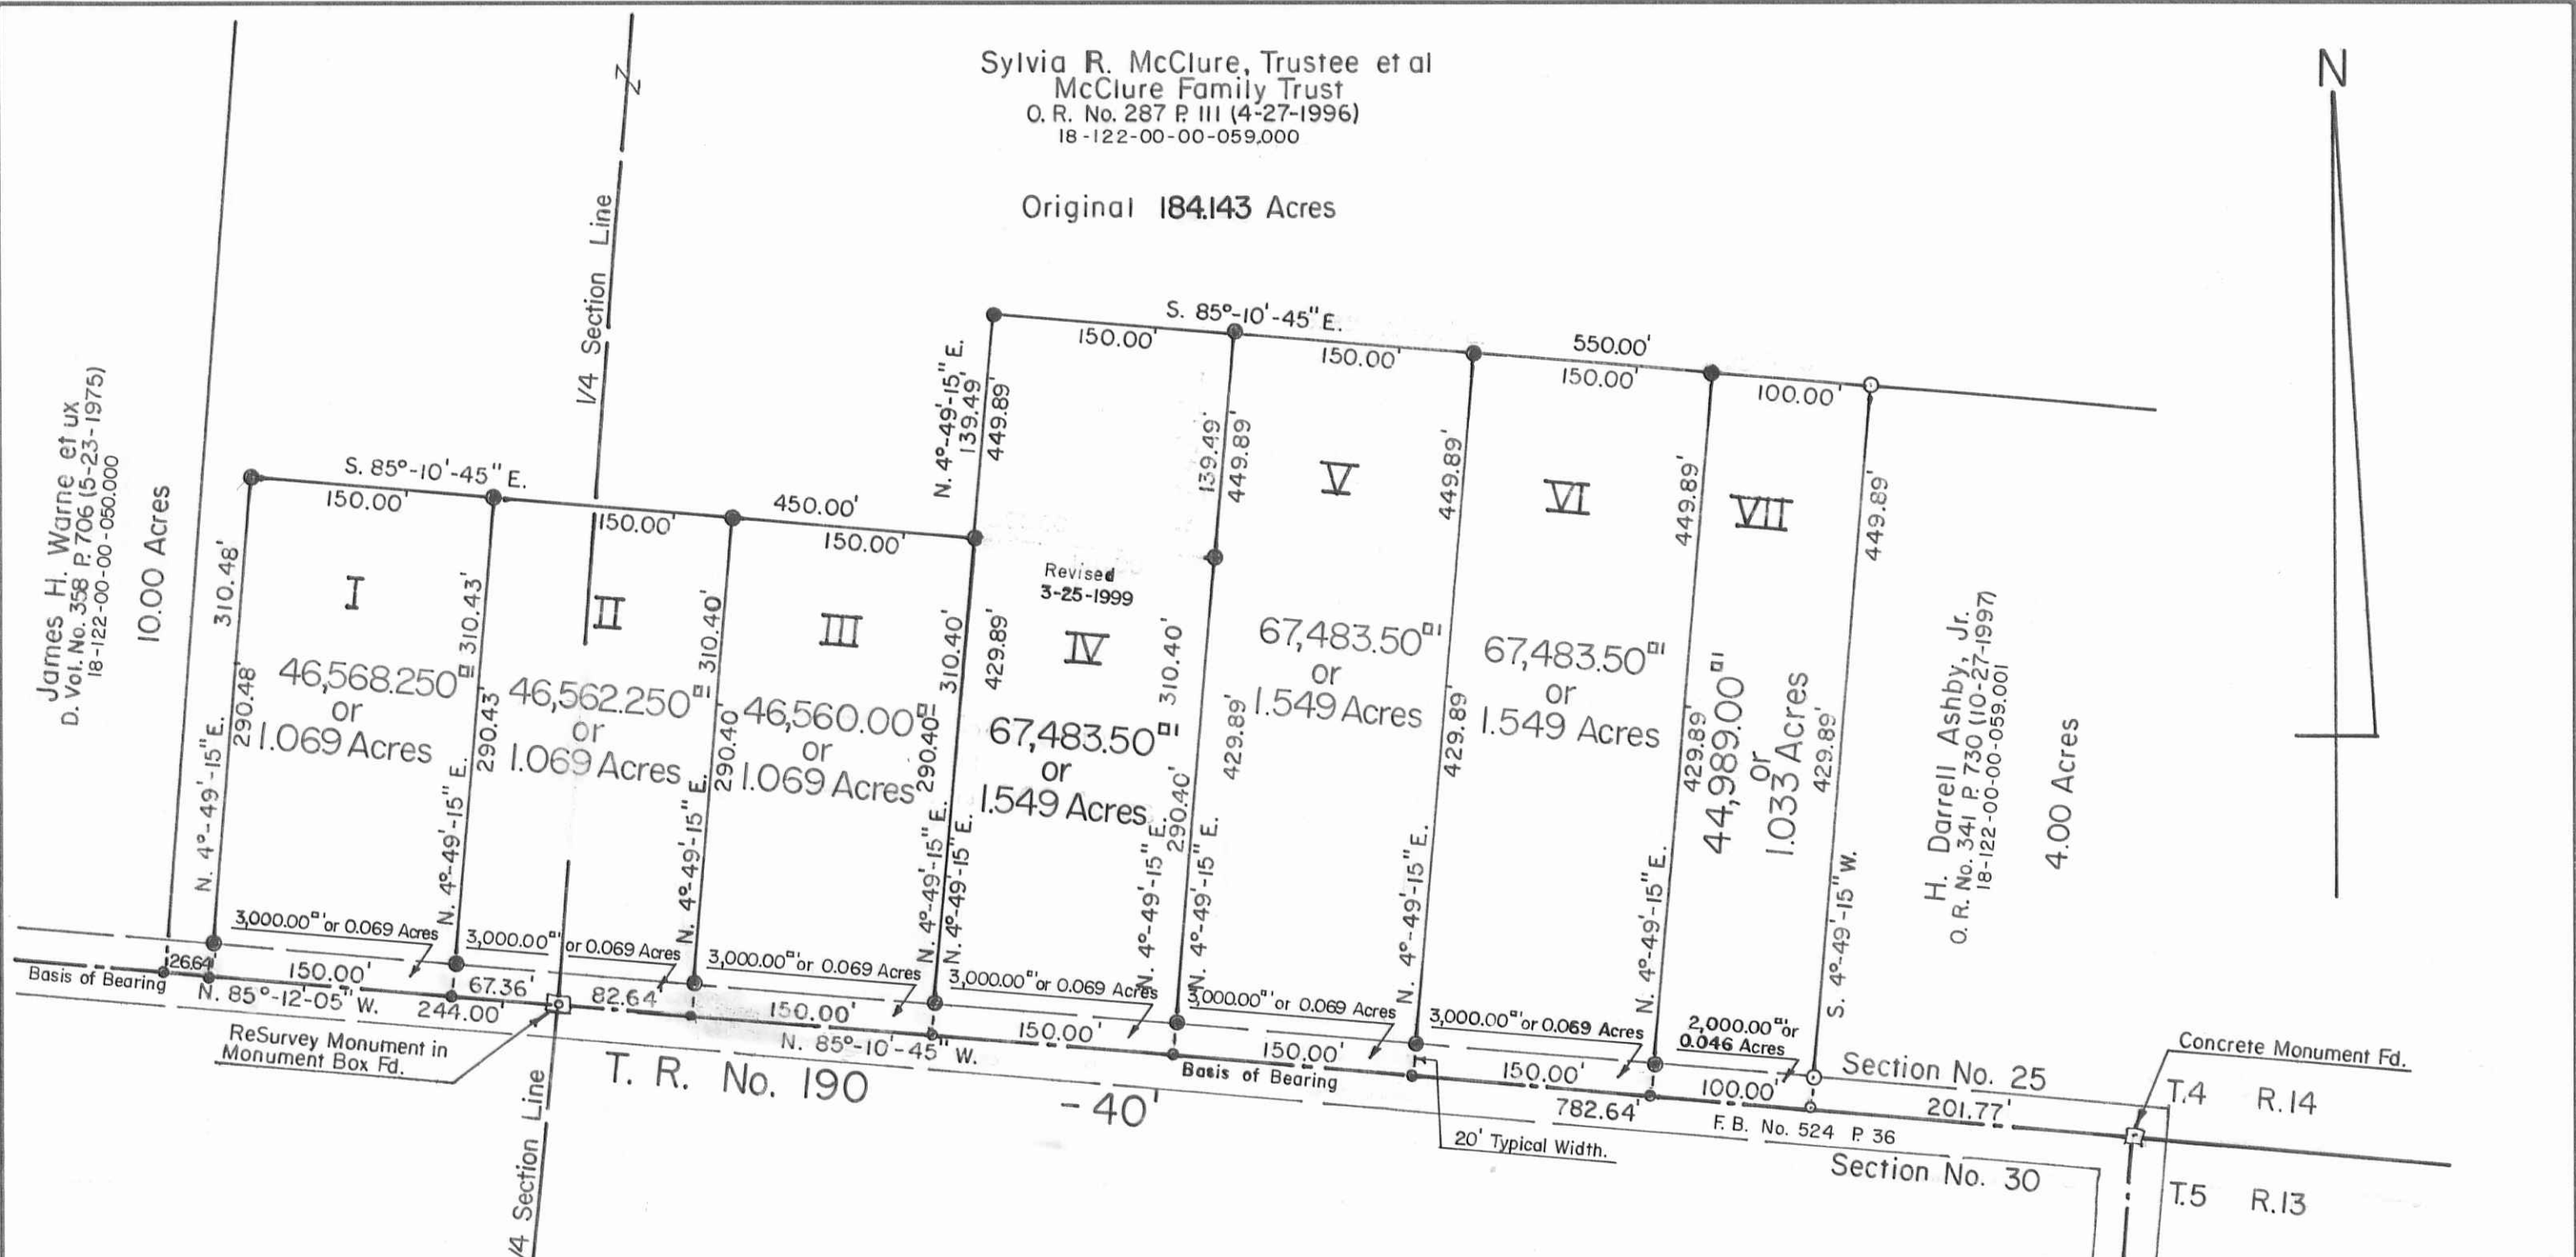 Sylvia R. McClure, Trustee et al
McClure Family Trust
O. R. No. 287 P. 111 (4-27-1996)
18-122-00-00-059.000
Original 184.143 Acres
N
1/4 Section Line
James H. Warne et ux
D. Vol. No. 358 P. 706 (5-23-1975)
18-122-00-00-050.000
10.00 Acres
S. 85°-10'-45" E.
150.00'
150.00'
450.00'
150.00'
N. 4°-49'-15" E.
139.49'
449.89'
S. 85°-10'-45" E.
150.00'
150.00'
550.00'
150.00'
100.00'
139.49'
449.89'
449.89'
449.89'
449.89'
N. 4°-49'-15" E.
310.48'
290.48'
I
46,568.250□'
or
1.069 Acres
N. 4°-49'-15" E.
290.43'
310.43'
II
46,562.250□'
or
1.069 Acres
N. 4°-49'-15" E.
290.40'
310.40'
III
46,560.00□'
or
1.069 Acres
N. 4°-49'-15" E.
290.40'
310.40'
N. 4°-49'-15" E.
429.89'
Revised
3-25-1999
IV
67,483.50□'
or
1.549 Acres
N. 4°-49'-15" E.
290.40'
310.40'
N. 4°-49'-15" E.
429.89'
V
67,483.50□'
or
1.549 Acres
N. 4°-49'-15" E.
429.89'
VI
67,483.50□'
or
1.549 Acres
N. 4°-49'-15" E.
429.89'
VII
44,989.00□'
or
1.033 Acres
429.89'
S. 4°-49'-15" W.
H. Darrell Ashby, Jr.
O. R. No. 341 P. 730 (10-27-1997)
18-122-00-00-059.001
4.00 Acres
3,000.00□' or 0.069 Acres
3,000.00□' or 0.069 Acres
3,000.00□' or 0.069 Acres
3,000.00□' or 0.069 Acres
3,000.00□' or 0.069 Acres
3,000.00□' or 0.069 Acres
2,000.00□' or
0.046 Acres
Basis of Bearing
26.64'
150.00'
67.36'
82.64'
150.00'
150.00'
150.00'
150.00'
100.00'
201.77'
N. 85°-12'-05" W.
244.00'
N. 85°-10'-45" W.
Basis of Bearing
782.64'
F. B. No. 524 P. 36
ReSurvey Monument in
Monument Box Fd.
T. R. No. 190
- 40'
20' Typical Width.
Section No. 25
Section No. 30
Concrete Monument Fd.
T.4 R.14
T.5 R.13
1/4 Section Line